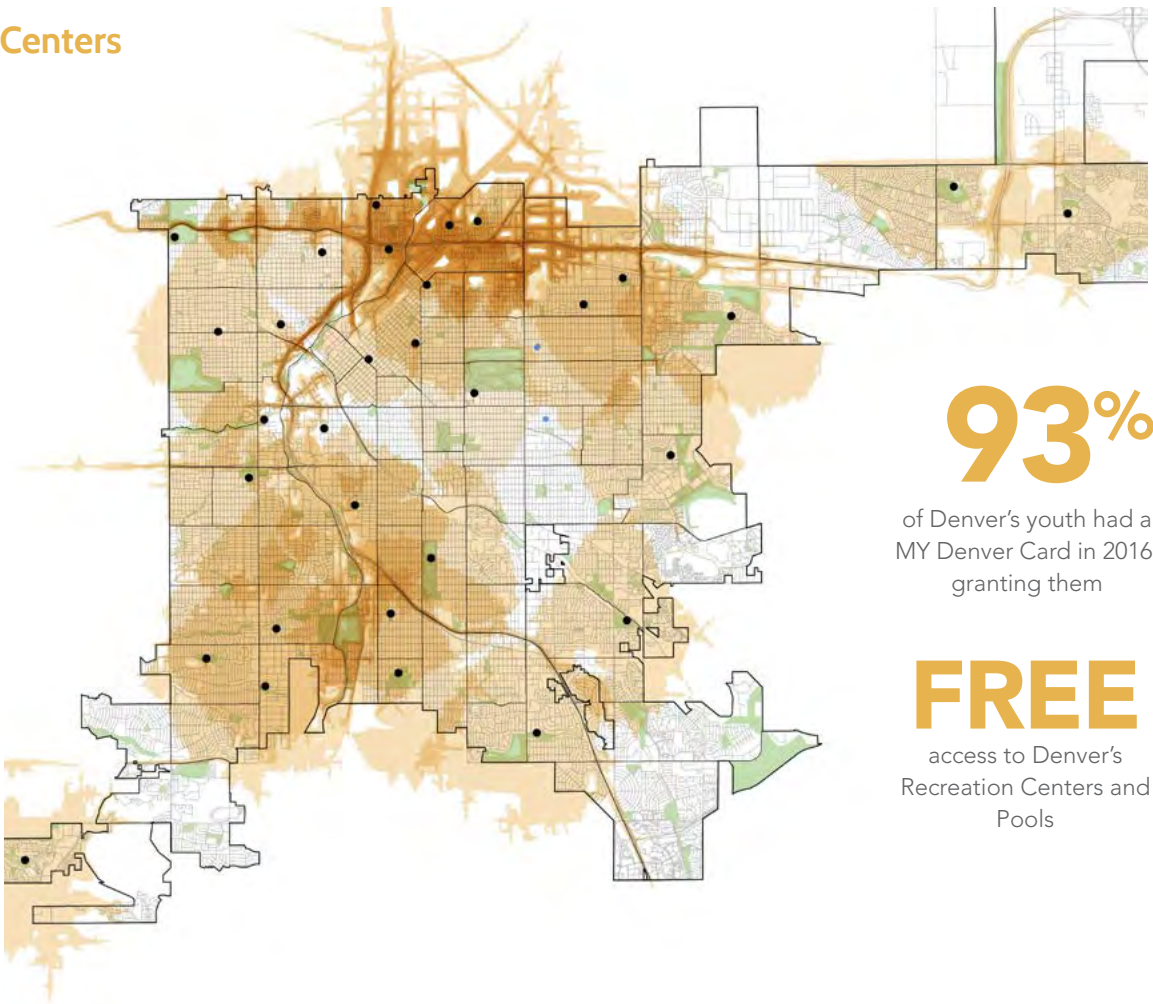 Centers
93%
of Denver’s youth had a
MY Denver Card in 2016
granting them
FREE
access to Denver’s
Recreation Centers and
Pools